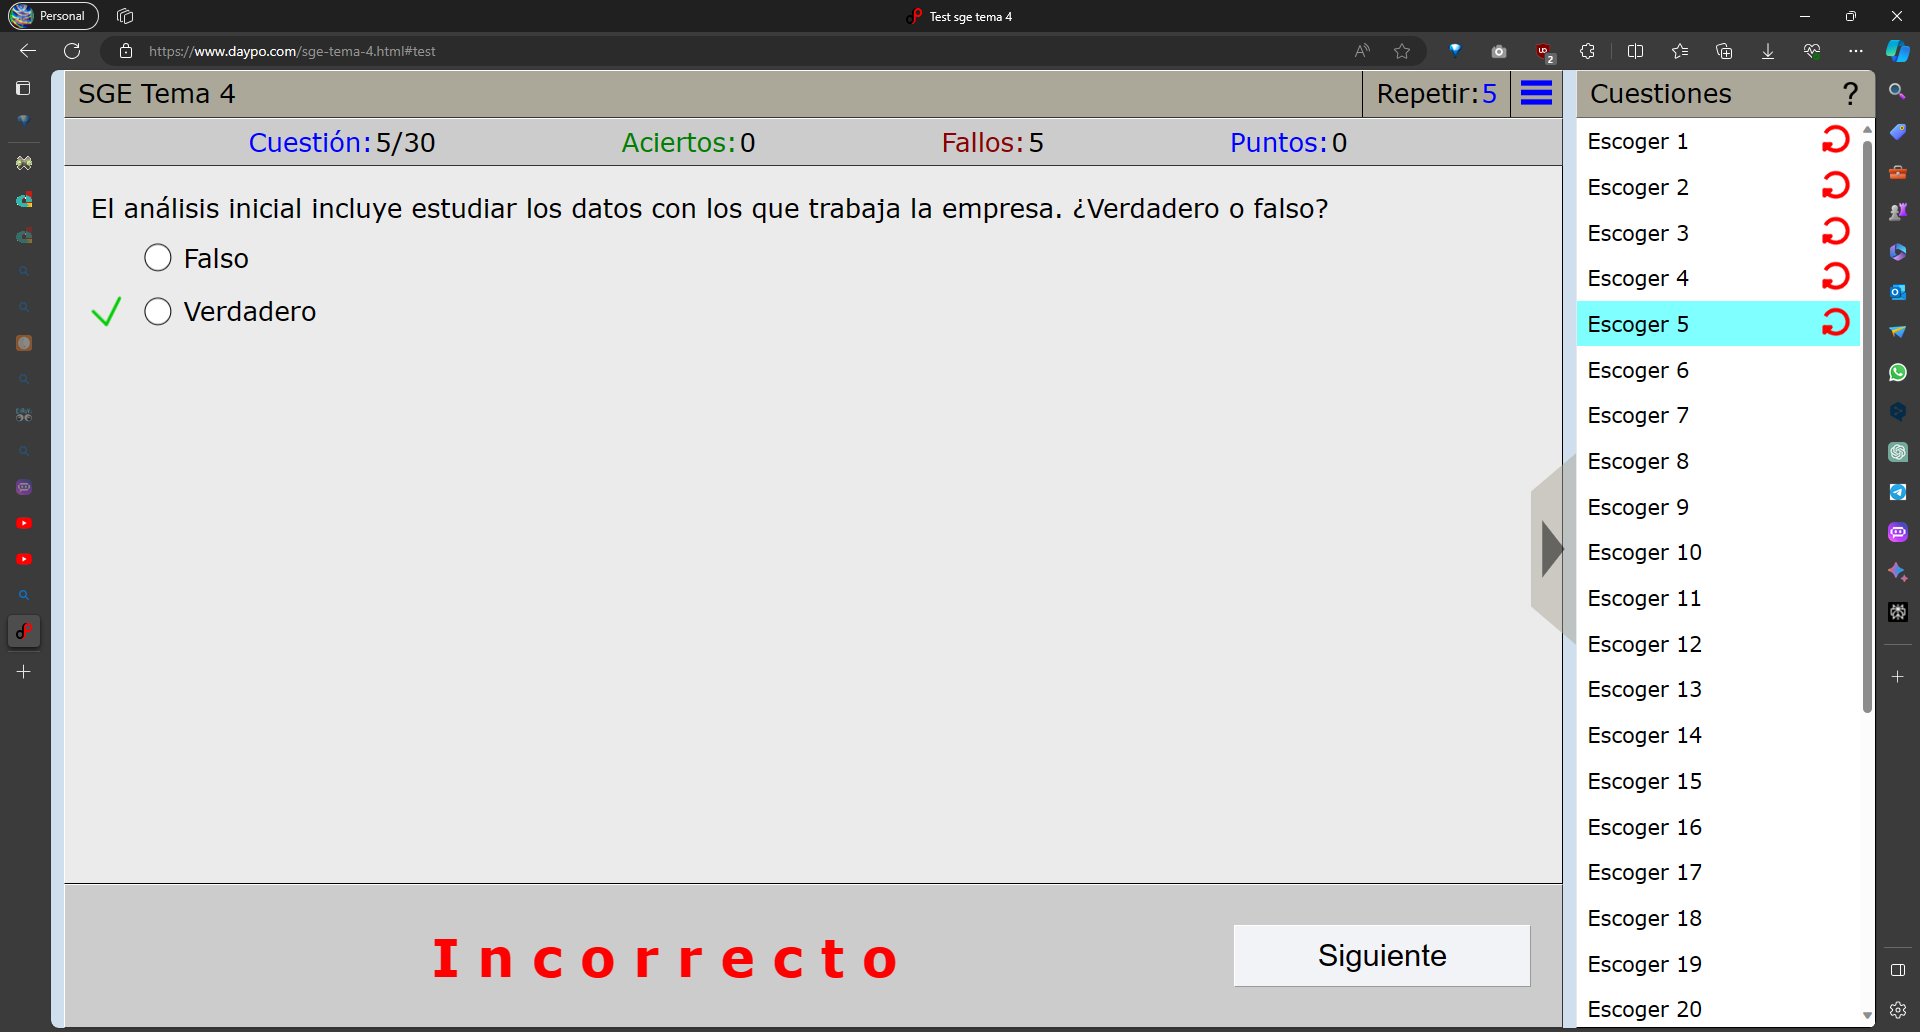 Personal
Test sge tema 4
https://www.daypo.com/sge-tema-4.html#test
2
SGE Tema 4
Repetir:5
Cuestión:5/30
Aciertos:0
Fallos:5
Puntos:0
El análisis inicial incluye estudiar los datos con los que trabaja la empresa. ¿Verdadero o falso?
Falso
Verdadero
Incorrecto
Siguiente
Cuestiones
?
Escoger 1
Escoger 2
Escoger 3
Escoger 4
Escoger 5
Escoger 6
Escoger 7
Escoger 8
Escoger 9
Escoger 10
Escoger 11
Escoger 12
Escoger 13
Escoger 14
Escoger 15
Escoger 16
Escoger 17
Escoger 18
Escoger 19
Escoger 20